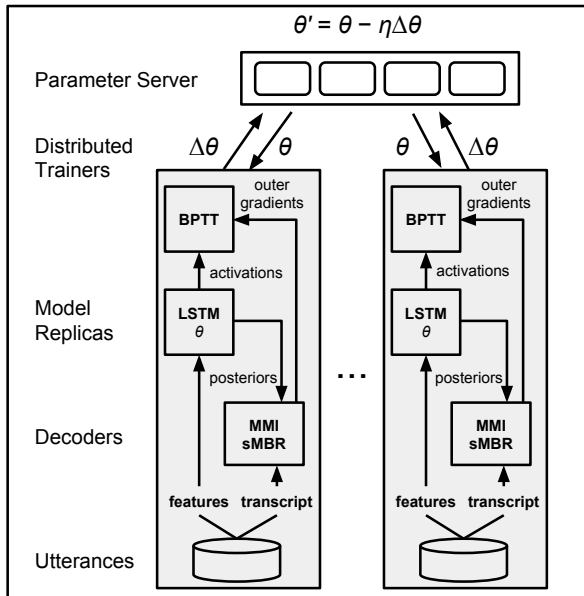 θ' = θ − ηΔθ
Parameter Server
Distributed
Trainers
Δθ θ θ Δθ
outer
gradients
BPTT
activations
outer
gradients
BPTT
activations
Model
Replicas
LSTM
θ
posteriors
LSTM
θ
posteriors
...
Decoders
MMI
sMBR
MMI
sMBR
features transcript
features transcript
Utterances